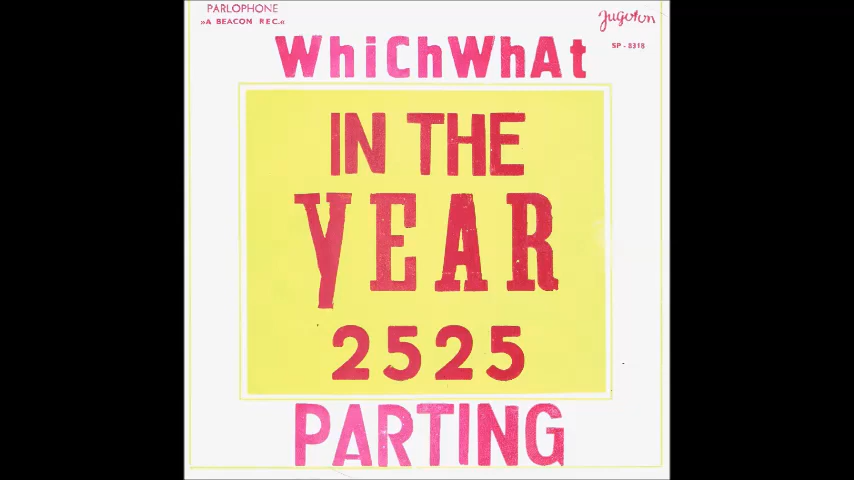 PARLOPHONE
»A BEACON REC.«
Jugoton
SP - 8318
WhiChWhAt
IN THE
YEAR
2525
PARTING